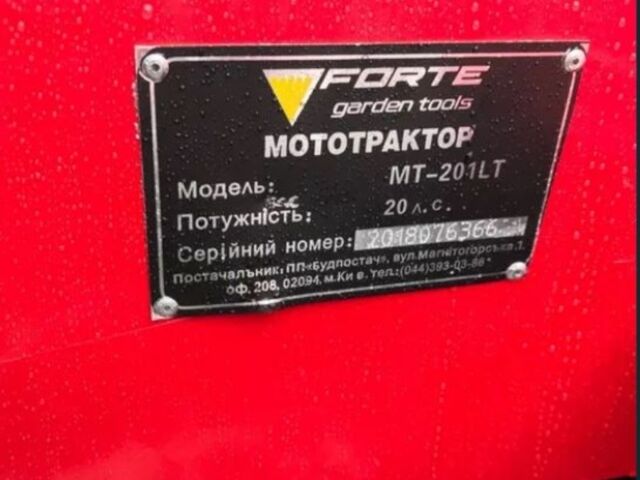 FORTE
garden tools
МОТОТРАКТОР
Модель: МТ-201LT
Потужність: 20 л.с.
Серійний номер: 2018076366
Постачальник: ПП«Будпостач», вул.Магнітогорська,1,
оф. 208, 02094, м.Київ. тел.:(044)393-03-86